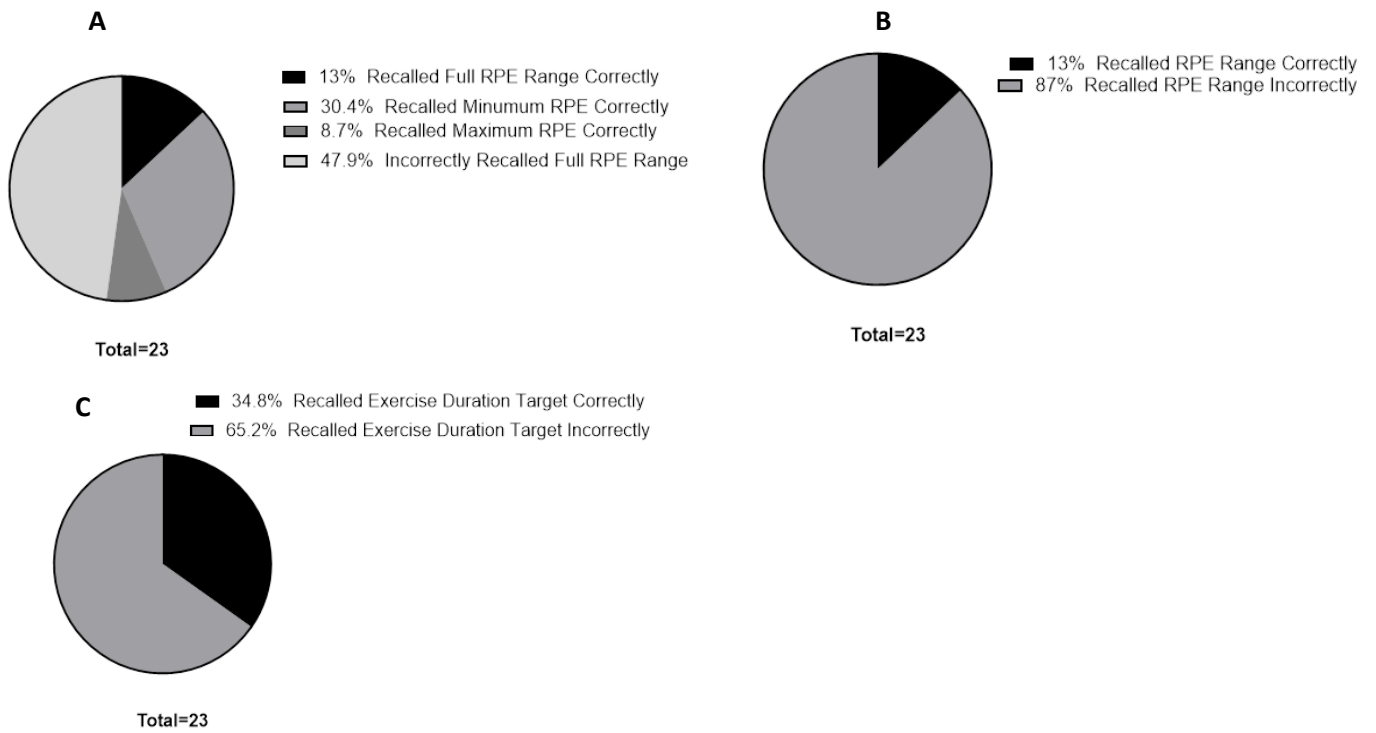 A
13% Recalled Full RPE Range Correctly
30.4% Recalled Minumum RPE Correctly
8.7% Recalled Maximum RPE Correctly
47.9% Incorrectly Recalled Full RPE Range
Total=23
B
13% Recalled RPE Range Correctly
87% Recalled RPE Range Incorrectly
Total=23
C
34.8% Recalled Exercise Duration Target Correctly
65.2% Recalled Exercise Duration Target Incorrectly
Total=23